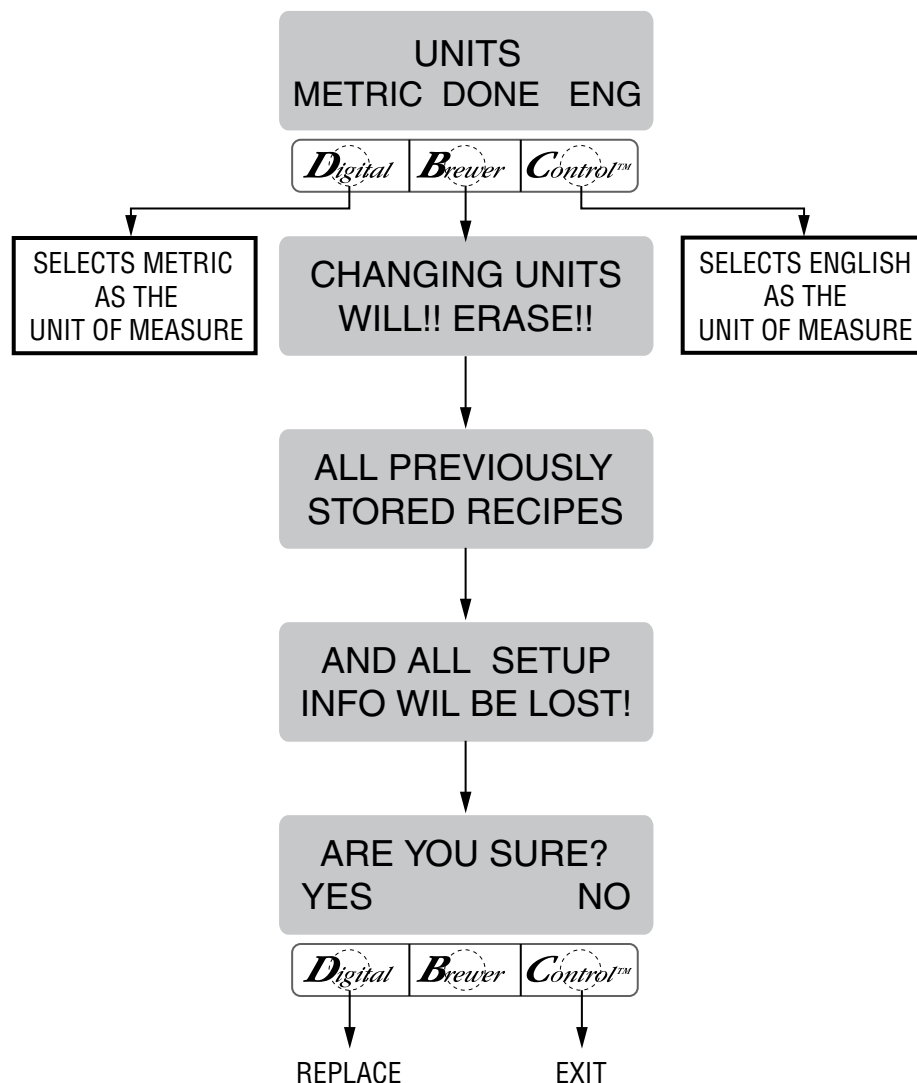 UNITS
METRIC DONE ENG
Digital Brewer Control™
SELECTS METRIC
AS THE
UNIT OF MEASURE
CHANGING UNITS
WILL!! ERASE!!
SELECTS ENGLISH
AS THE
UNIT OF MEASURE
ALL PREVIOUSLY
STORED RECIPES
AND ALL SETUP
INFO WIL BE LOST!
ARE YOU SURE?
YES NO
Digital Brewer Control™
REPLACE EXIT